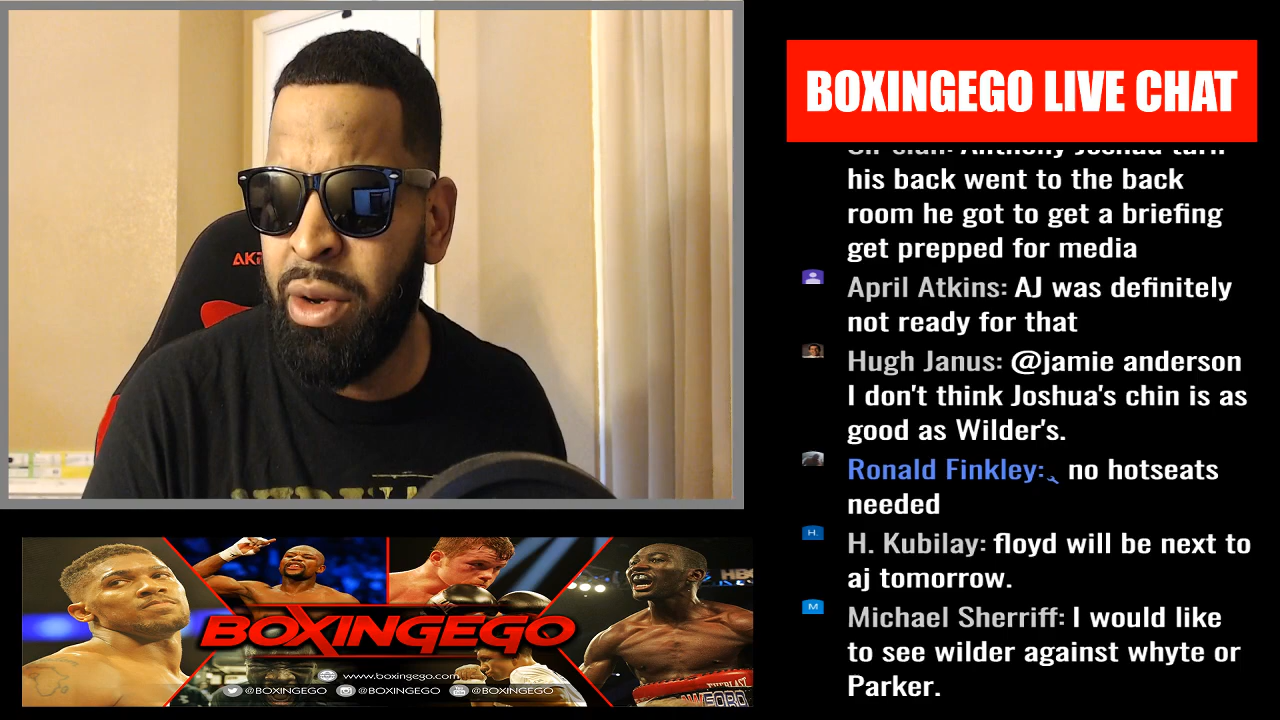 BOXINGEGO LIVE CHAT
his back went to the back
room he got to get a briefing
get prepped for media
April Atkins: AJ was definitely
not ready for that
Hugh Janus: @jamie anderson
I don't think Joshua's chin is as
good as Wilder's.
Ronald Finkley: no hotseats
needed
H.
H. Kubilay: floyd will be next to
aj tomorrow.
M
Michael Sherriff: I would like
to see wilder against whyte or
Parker.
HBO
BOXINGEGO
www.boxingego.com
@BOXINGEGO @BOXINGEGO @BOXINGEGO
EVERLAST